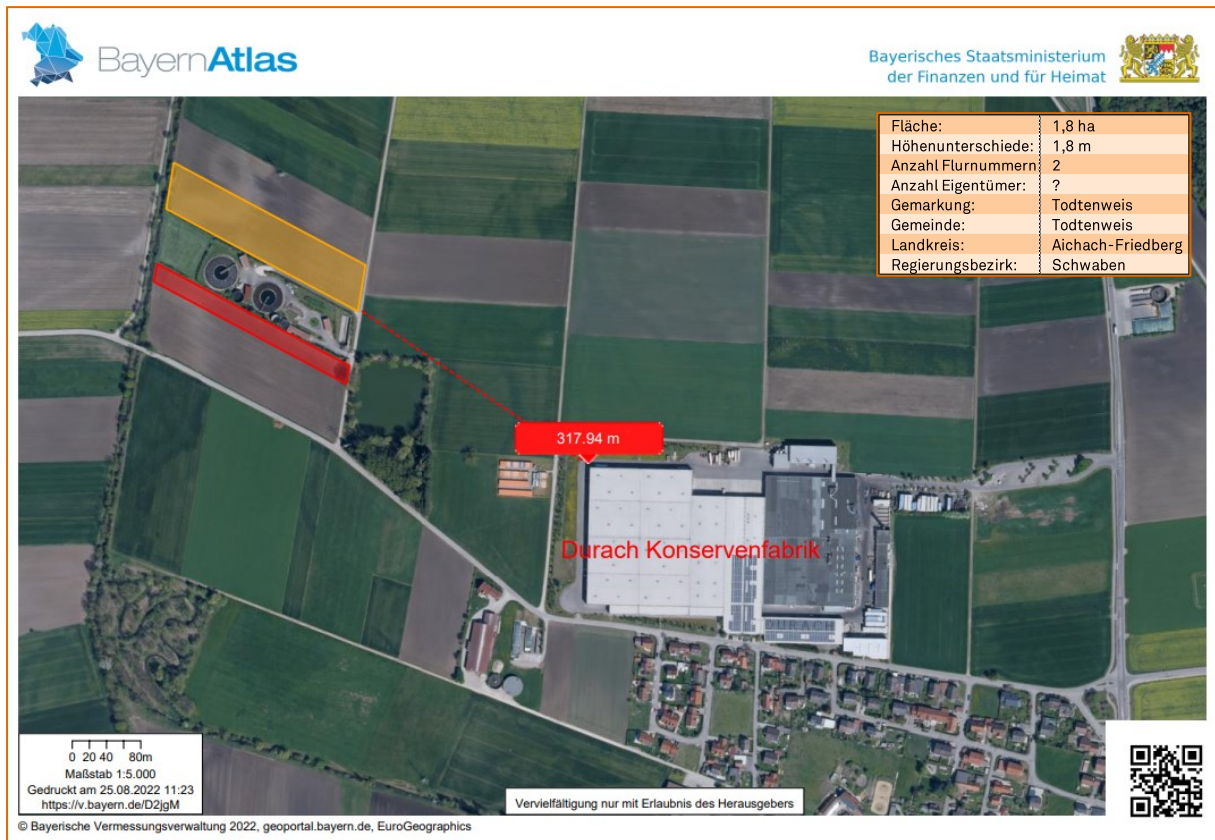 BayernAtlas
Bayerisches Staatsministerium
der Finanzen und für Heimat
Fläche: 1,8 ha
Höhenunterschiede: 1,8 m
Anzahl Flurnummern 2
Anzahl Eigentümer: ?
Gemarkung: Todtenweis
Gemeinde: Todtenweis
Landkreis: Aichach-Friedberg
Regierungsbezirk: Schwaben
317.94 m
Durach Konservenfabrik
DURACH
0 20 40 80m
Maßstab 1:5.000
Gedruckt am 25.08.2022 11:23
https://v.bayern.de/D2jgM
Vervielfältigung nur mit Erlaubnis des Herausgebers
© Bayerische Vermessungsverwaltung 2022, geoportal.bayern.de, EuroGeographics